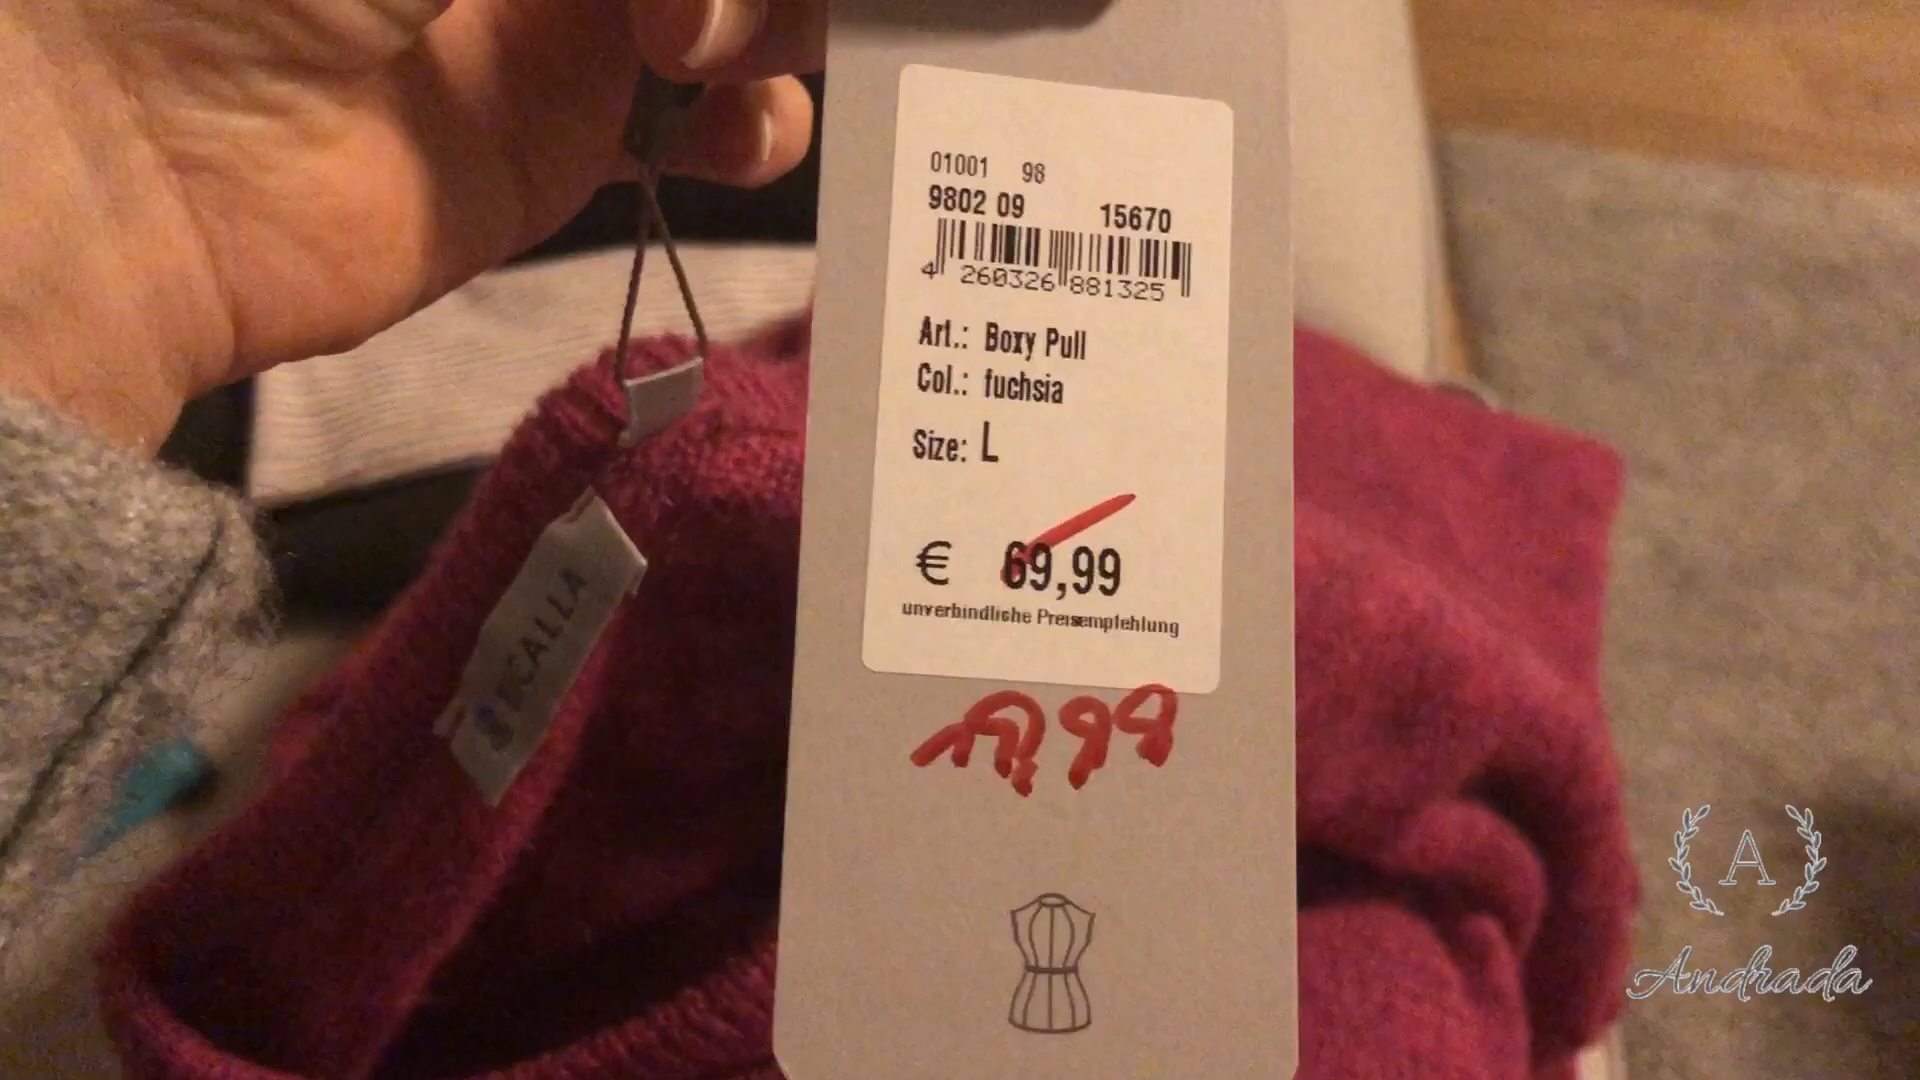 01001 98
9802 09 15670
4 260326 881325
Art.: Boxy Pull
Col.: fuchsia
Size: L
€ 69,99
unverbindliche Preisempfehlung
A
Andrada